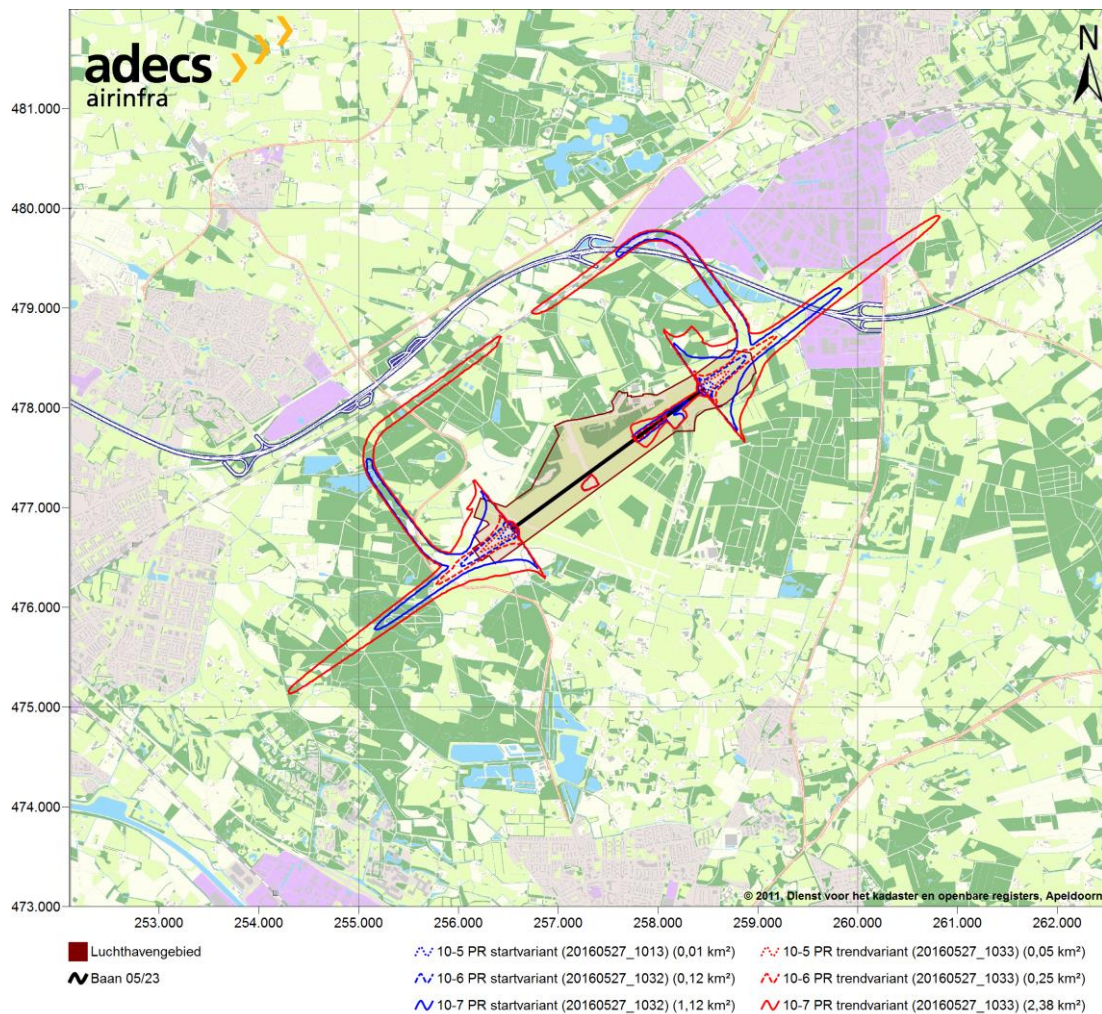 adecs
airinfra
N
481.000
480.000
479.000
478.000
477.000
476.000
475.000
474.000
473.000
© 2011, Dienst voor het kadaster en openbare registers, Apeldoorn
253.000 254.000 255.000 256.000 257.000 258.000 259.000 260.000 261.000 262.000
Luchthavengebied
Baan 05/23
10-5 PR startvariant (20160527_1013) (0,01 km²)
10-6 PR startvariant (20160527_1032) (0,12 km²)
10-7 PR startvariant (20160527_1032) (1,12 km²)
10-5 PR trendvariant (20160527_1033) (0,05 km²)
10-6 PR trendvariant (20160527_1033) (0,25 km²)
10-7 PR trendvariant (20160527_1033) (2,38 km²)